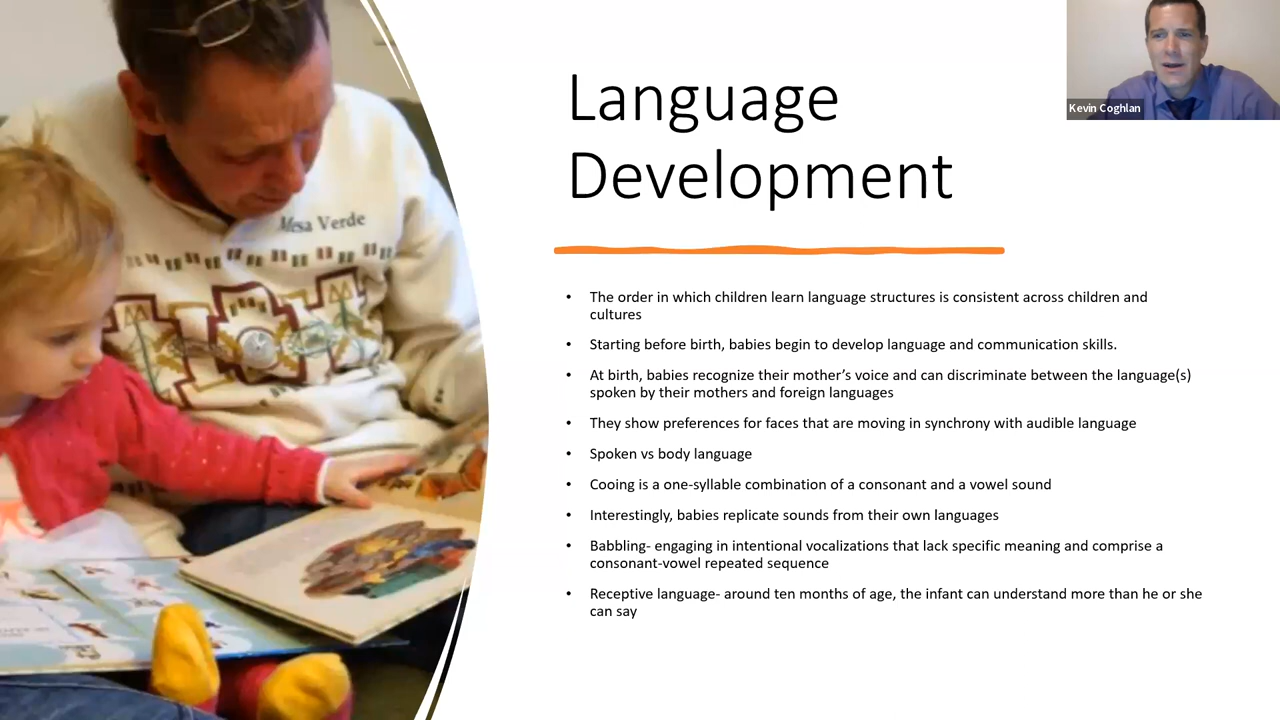 Language
Development
Kevin Coghlan
Mesa Verde
• The order in which children learn language structures is consistent across children and
cultures
• Starting before birth, babies begin to develop language and communication skills.
• At birth, babies recognize their mother’s voice and can discriminate between the language(s)
spoken by their mothers and foreign languages
• They show preferences for faces that are moving in synchrony with audible language
• Spoken vs body language
• Cooing is a one-syllable combination of a consonant and a vowel sound
• Interestingly, babies replicate sounds from their own languages
• Babbling- engaging in intentional vocalizations that lack specific meaning and comprise a
consonant-vowel repeated sequence
• Receptive language- around ten months of age, the infant can understand more than he or she
can say